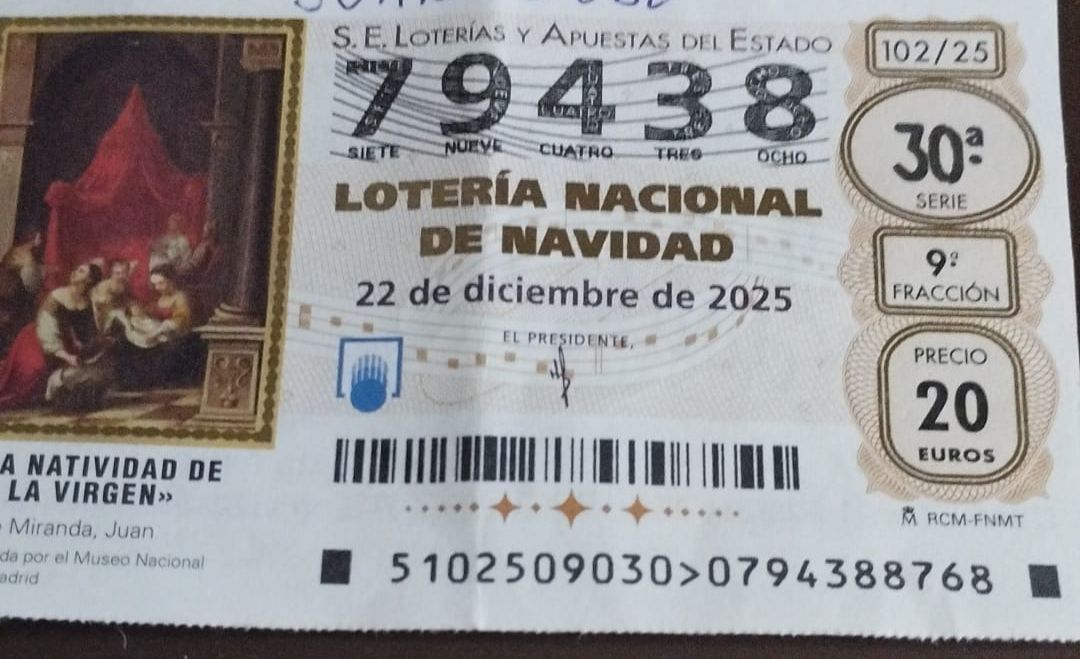 S. E. LOTERÍAS Y APUESTAS DEL ESTADO
79438
SIETE NUEVE CUATRO TRES OCHO
LOTERÍA NACIONAL
DE NAVIDAD
22 de diciembre de 2025
EL PRESIDENTE,
102/25
30ª
SERIE
9ª
FRACCIÓN
PRECIO
20
EUROS
RCM-FNMT
A NATIVIDAD DE
LA VIRGEN»
Miranda, Juan
da por el Museo Nacional
adrid
5102509030>0794388768